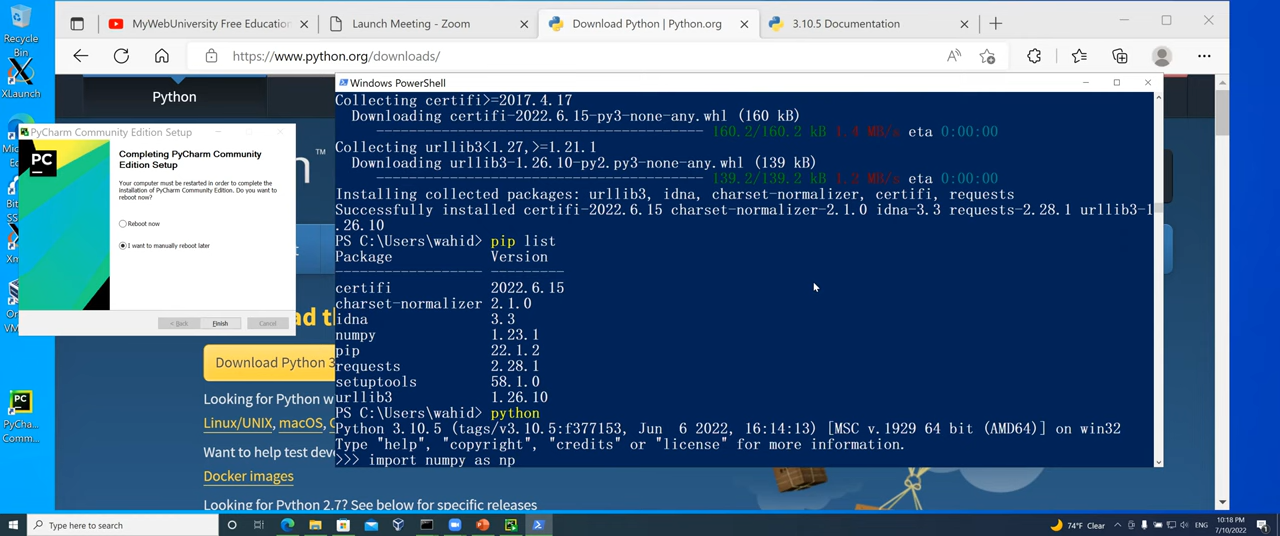 Recycle
Bin
MyWebUniversity Free Education
Launch Meeting - Zoom
Download Python | Python.org
3.10.5 Documentation
https://www.python.org/downloads/
XLaunch
Python
Windows PowerShell
Collecting certifi>=2017.4.17
Downloading certifi-2022.6.15-py3-none-any.whl (160 kB)
---------------------------------------- 160.2/160.2 kB 1.4 MB/s eta 0:00:00
Collecting urllib3<1.27,>=1.21.1
Downloading urllib3-1.26.10-py2.py3-none-any.whl (139 kB)
---------------------------------------- 139.2/139.2 kB 1.2 MB/s eta 0:00:00
Installing collected packages: urllib3, idna, charset-normalizer, certifi, requests
Successfully installed certifi-2022.6.15 charset-normalizer-2.1.0 idna-3.3 requests-2.28.1 urllib3-1
.26.10
PS C:\Users\wahid> pip list
Package Version
------------------ ---------
certifi 2022.6.15
charset-normalizer 2.1.0
idna 3.3
numpy 1.23.1
pip 22.1.2
requests 2.28.1
setuptools 58.1.0
urllib3 1.26.10
PS C:\Users\wahid> python
Python 3.10.5 (tags/v3.10.5:f377153, Jun 6 2022, 16:14:13) [MSC v.1929 64 bit (AMD64)] on win32
Type "help", "copyright", "credits" or "license" for more information.
>>> import numpy as np
PyCharm Community Edition Setup
PC
Completing PyCharm Community
Edition Setup
Your computer must be restarted in order to complete the
installation of PyCharm Community Edition. Do you want to
reboot now?
Reboot now
I want to manually reboot later
< Back
Finish
Cancel
TM
Download Python 3
Looking for Python w
Linux/UNIX, macOS,
Want to help test deve
Docker images
Looking for Python 2.7? See below for specific releases
PC
PyCha...
Comm...
Type here to search
74°F Clear
ENG
10:18 PM
7/10/2022